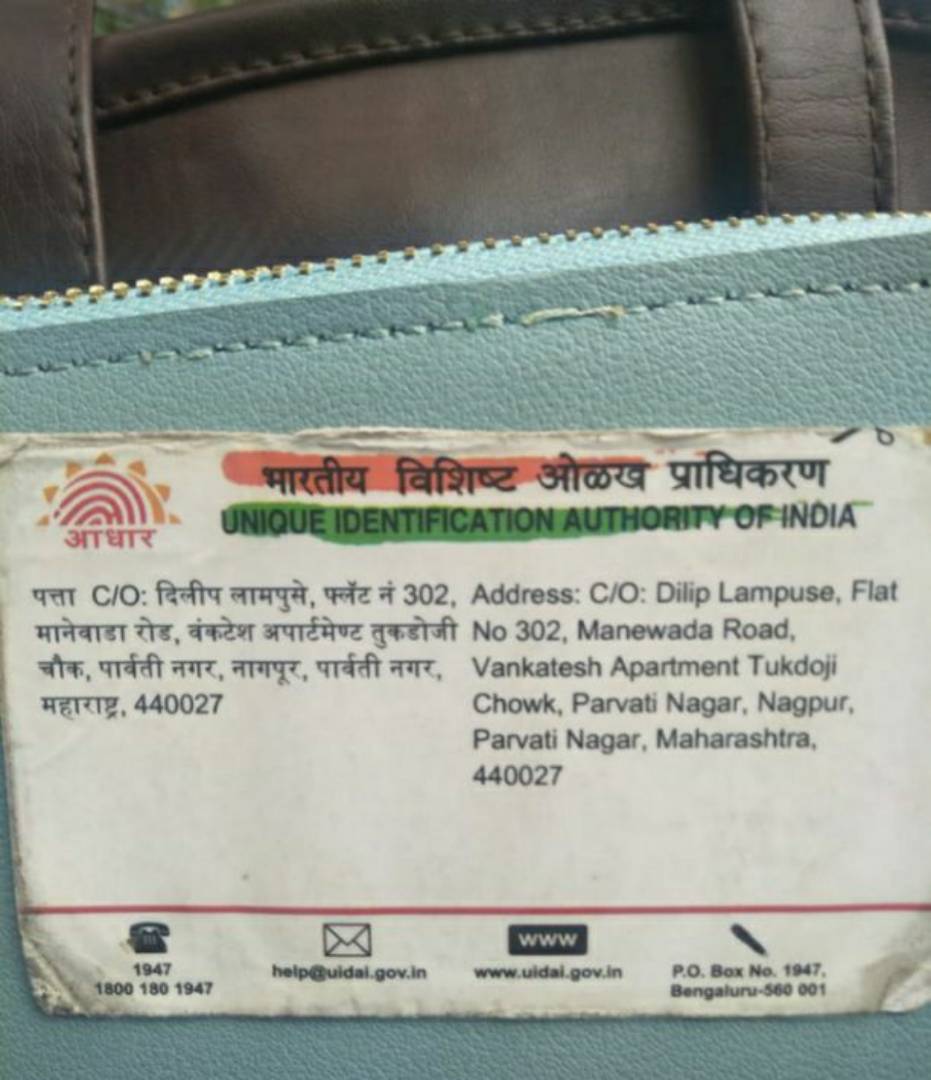 आधार
भारतीय विशिष्ट ओळख प्राधिकरण
UNIQUE IDENTIFICATION AUTHORITY OF INDIA
पत्ता C/O: दिलीप लामपुसे, फ्लॅट नं 302,
मानेवाडा रोड, वंकटेश अपार्टमेण्ट तुकडोजी
चौक, पार्वती नगर, नागपूर, पार्वती नगर,
महाराष्ट्र, 440027
Address: C/O: Dilip Lampuse, Flat
No 302, Manewada Road,
Vankatesh Apartment Tukdoji
Chowk, Parvati Nagar, Nagpur,
Parvati Nagar, Maharashtra,
440027
1947
1800 180 1947
help@uidai.gov.in
www
www.uidai.gov.in
P.O. Box No. 1947,
Bengaluru-560 001